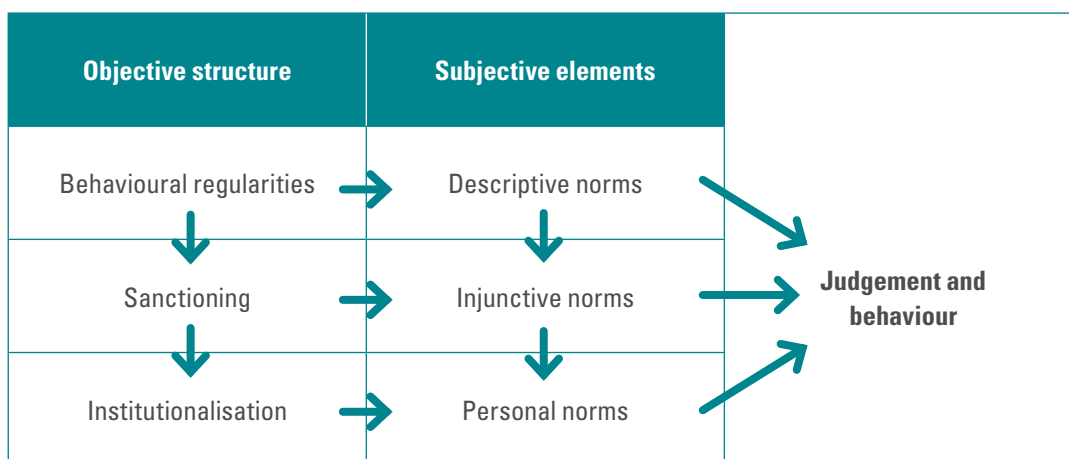 Objective structure
Subjective elements
Behavioural regularities
Descriptive norms
Sanctioning
Injunctive norms
Judgement and
behaviour
Institutionalisation
Personal norms